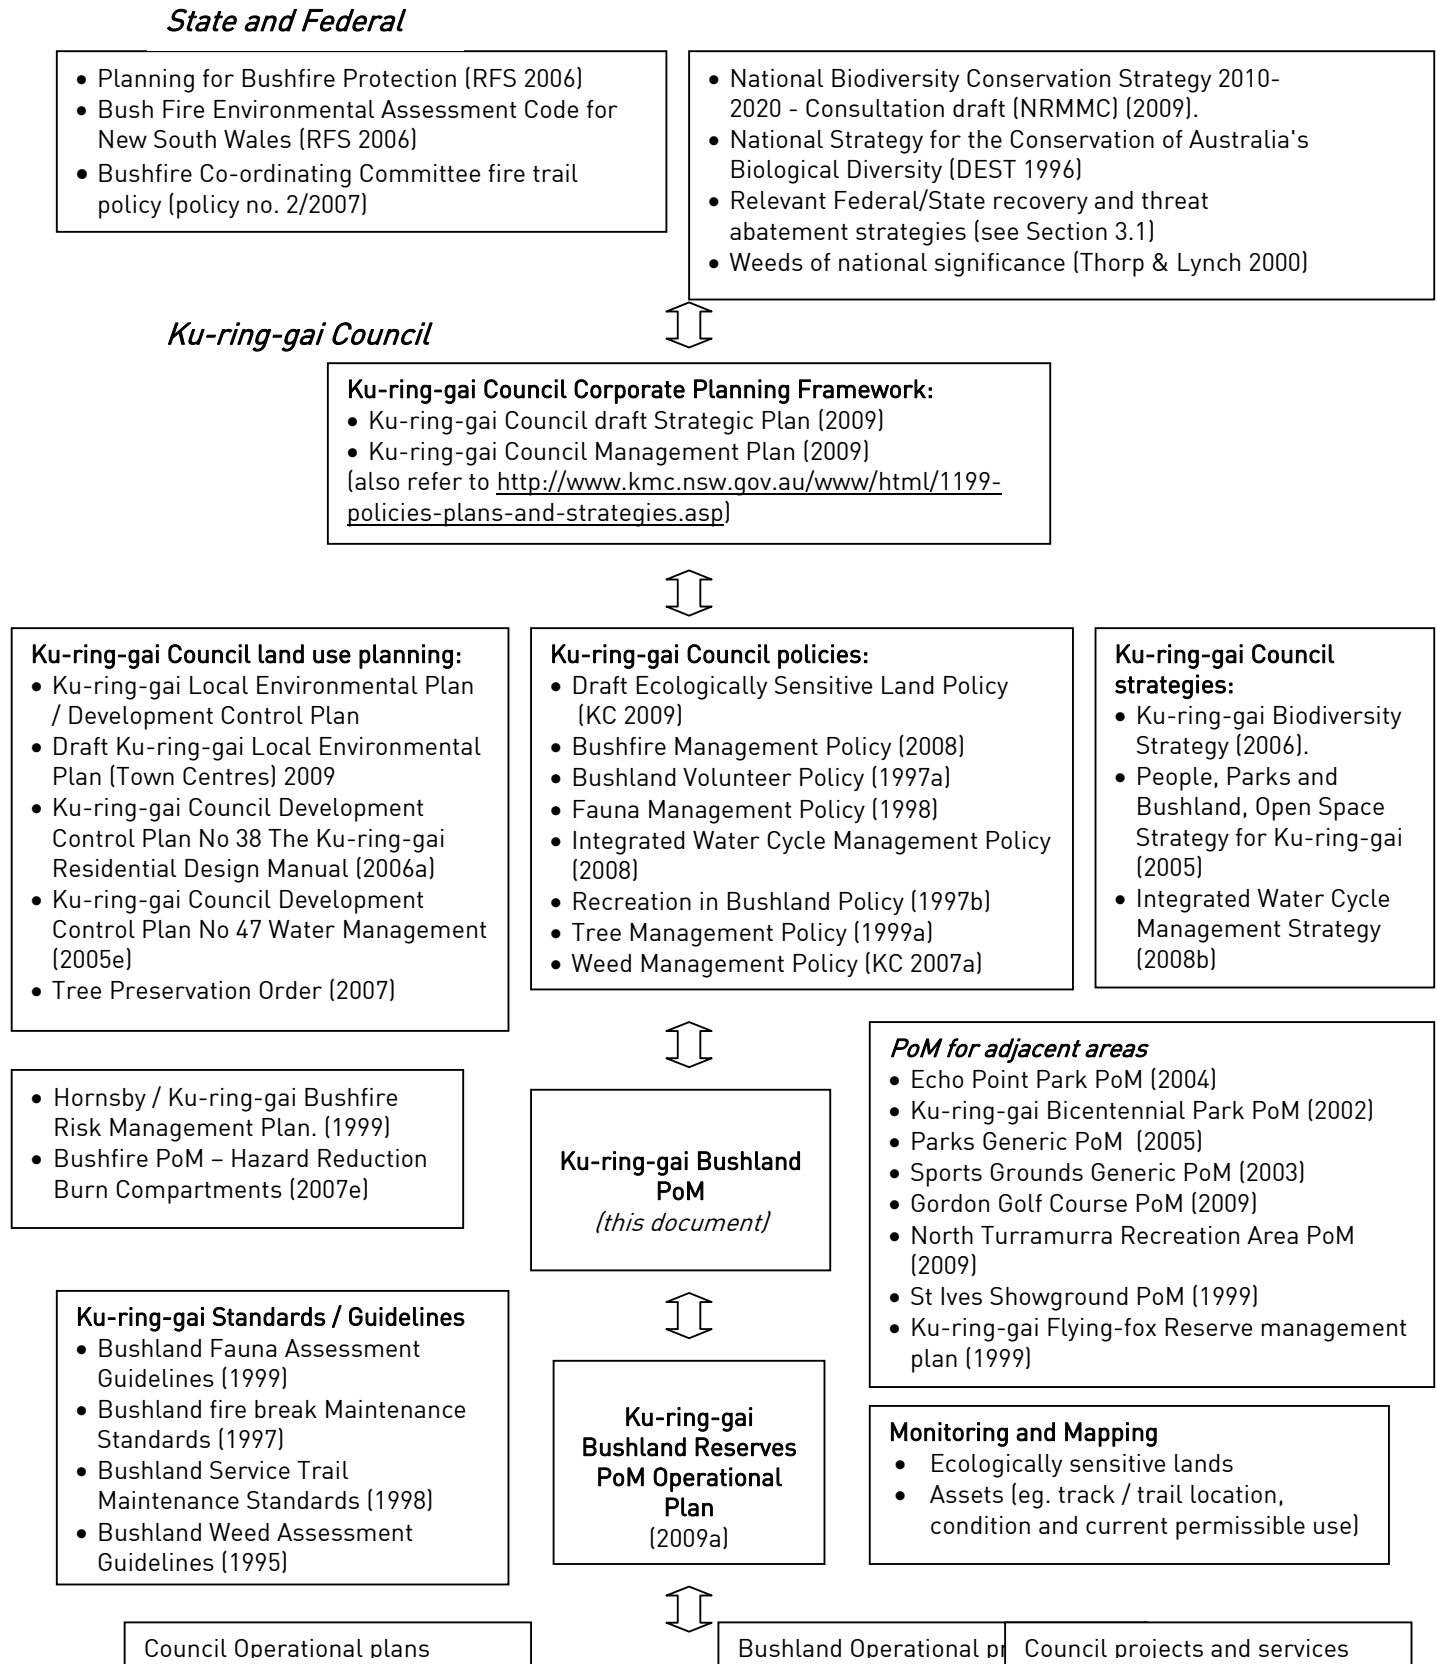 State and Federal
• Planning for Bushfire Protection (RFS 2006)
• Bush Fire Environmental Assessment Code for
New South Wales (RFS 2006)
• Bushfire Co-ordinating Committee fire trail
policy (policy no. 2/2007)
• National Biodiversity Conservation Strategy 2010-
2020 - Consultation draft (NRMMC) (2009).
• National Strategy for the Conservation of Australia's
Biological Diversity (DEST 1996)
• Relevant Federal/State recovery and threat
abatement strategies (see Section 3.1)
• Weeds of national significance (Thorp & Lynch 2000)
Ku-ring-gai Council
Ku-ring-gai Council Corporate Planning Framework:
• Ku-ring-gai Council draft Strategic Plan (2009)
• Ku-ring-gai Council Management Plan (2009)
(also refer to http://www.kmc.nsw.gov.au/www/html/1199-
policies-plans-and-strategies.asp)
Ku-ring-gai Council land use planning:
• Ku-ring-gai Local Environmental Plan
/ Development Control Plan
• Draft Ku-ring-gai Local Environmental
Plan (Town Centres) 2009
• Ku-ring-gai Council Development
Control Plan No 38 The Ku-ring-gai
Residential Design Manual (2006a)
• Ku-ring-gai Council Development
Control Plan No 47 Water Management
(2005e)
• Tree Preservation Order (2007)
Ku-ring-gai Council policies:
• Draft Ecologically Sensitive Land Policy
(KC 2009)
• Bushfire Management Policy (2008)
• Bushland Volunteer Policy (1997a)
• Fauna Management Policy (1998)
• Integrated Water Cycle Management Policy
(2008)
• Recreation in Bushland Policy (1997b)
• Tree Management Policy (1999a)
• Weed Management Policy (KC 2007a)
Ku-ring-gai Council
strategies:
• Ku-ring-gai Biodiversity
Strategy (2006).
• People, Parks and
Bushland, Open Space
Strategy for Ku-ring-gai
(2005)
• Integrated Water Cycle
Management Strategy
(2008b)
• Hornsby / Ku-ring-gai Bushfire
Risk Management Plan. (1999)
• Bushfire PoM – Hazard Reduction
Burn Compartments (2007e)
Ku-ring-gai Bushland
PoM
(this document)
PoM for adjacent areas
• Echo Point Park PoM (2004)
• Ku-ring-gai Bicentennial Park PoM (2002)
• Parks Generic PoM (2005)
• Sports Grounds Generic PoM (2003)
• Gordon Golf Course PoM (2009)
• North Turramurra Recreation Area PoM
(2009)
• St Ives Showground PoM (1999)
• Ku-ring-gai Flying-fox Reserve management
plan (1999)
Ku-ring-gai Standards / Guidelines
• Bushland Fauna Assessment
Guidelines (1999)
• Bushland fire break Maintenance
Standards (1997)
• Bushland Service Trail
Maintenance Standards (1998)
• Bushland Weed Assessment
Guidelines (1995)
Ku-ring-gai
Bushland Reserves
PoM Operational
Plan
(2009a)
Monitoring and Mapping
• Ecologically sensitive lands
• Assets (eg. track / trail location,
condition and current permissible use)
Council Operational plans
Bushland Operational
Council projects and services